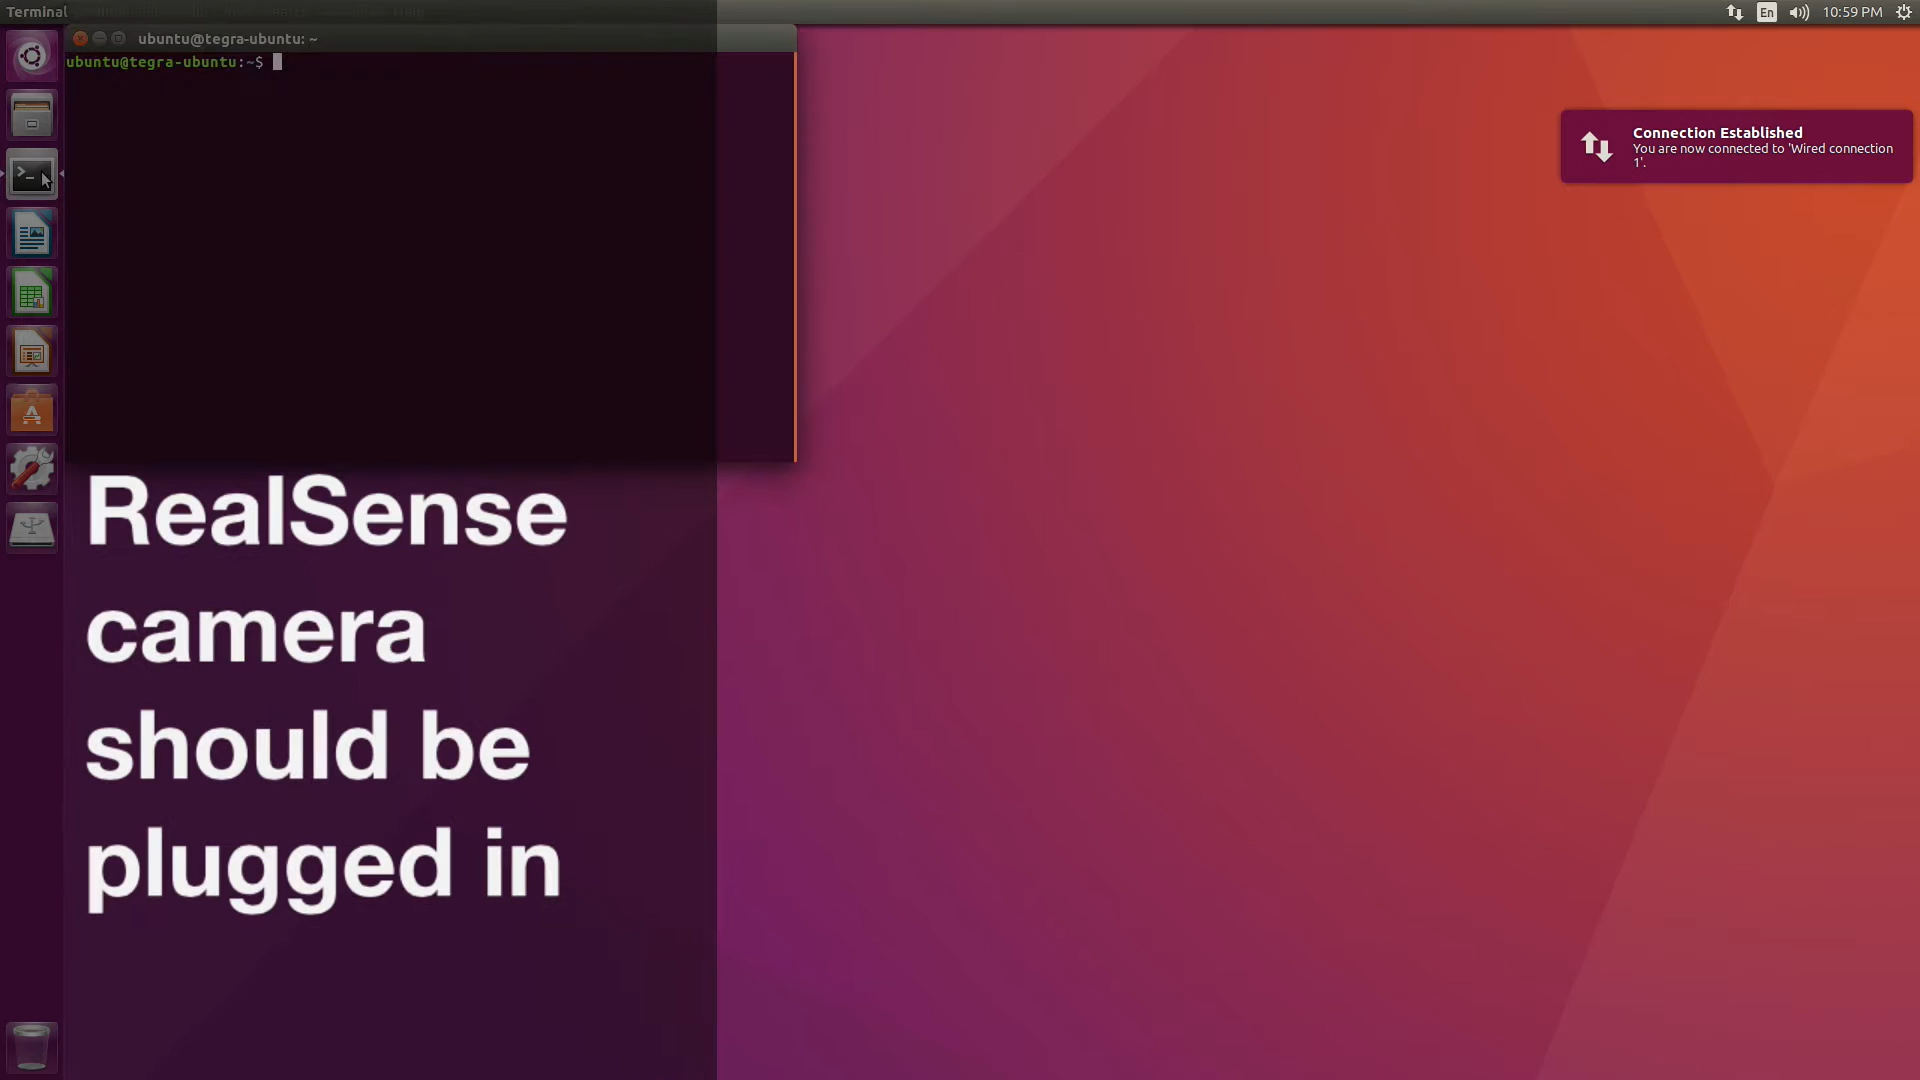 Terminal
En
10:59 PM
ubuntu@tegra-ubuntu: ~
ubuntu@tegra-ubuntu:~$
Connection Established
You are now connected to 'Wired connection
1'.
RealSense
camera
should be
plugged in